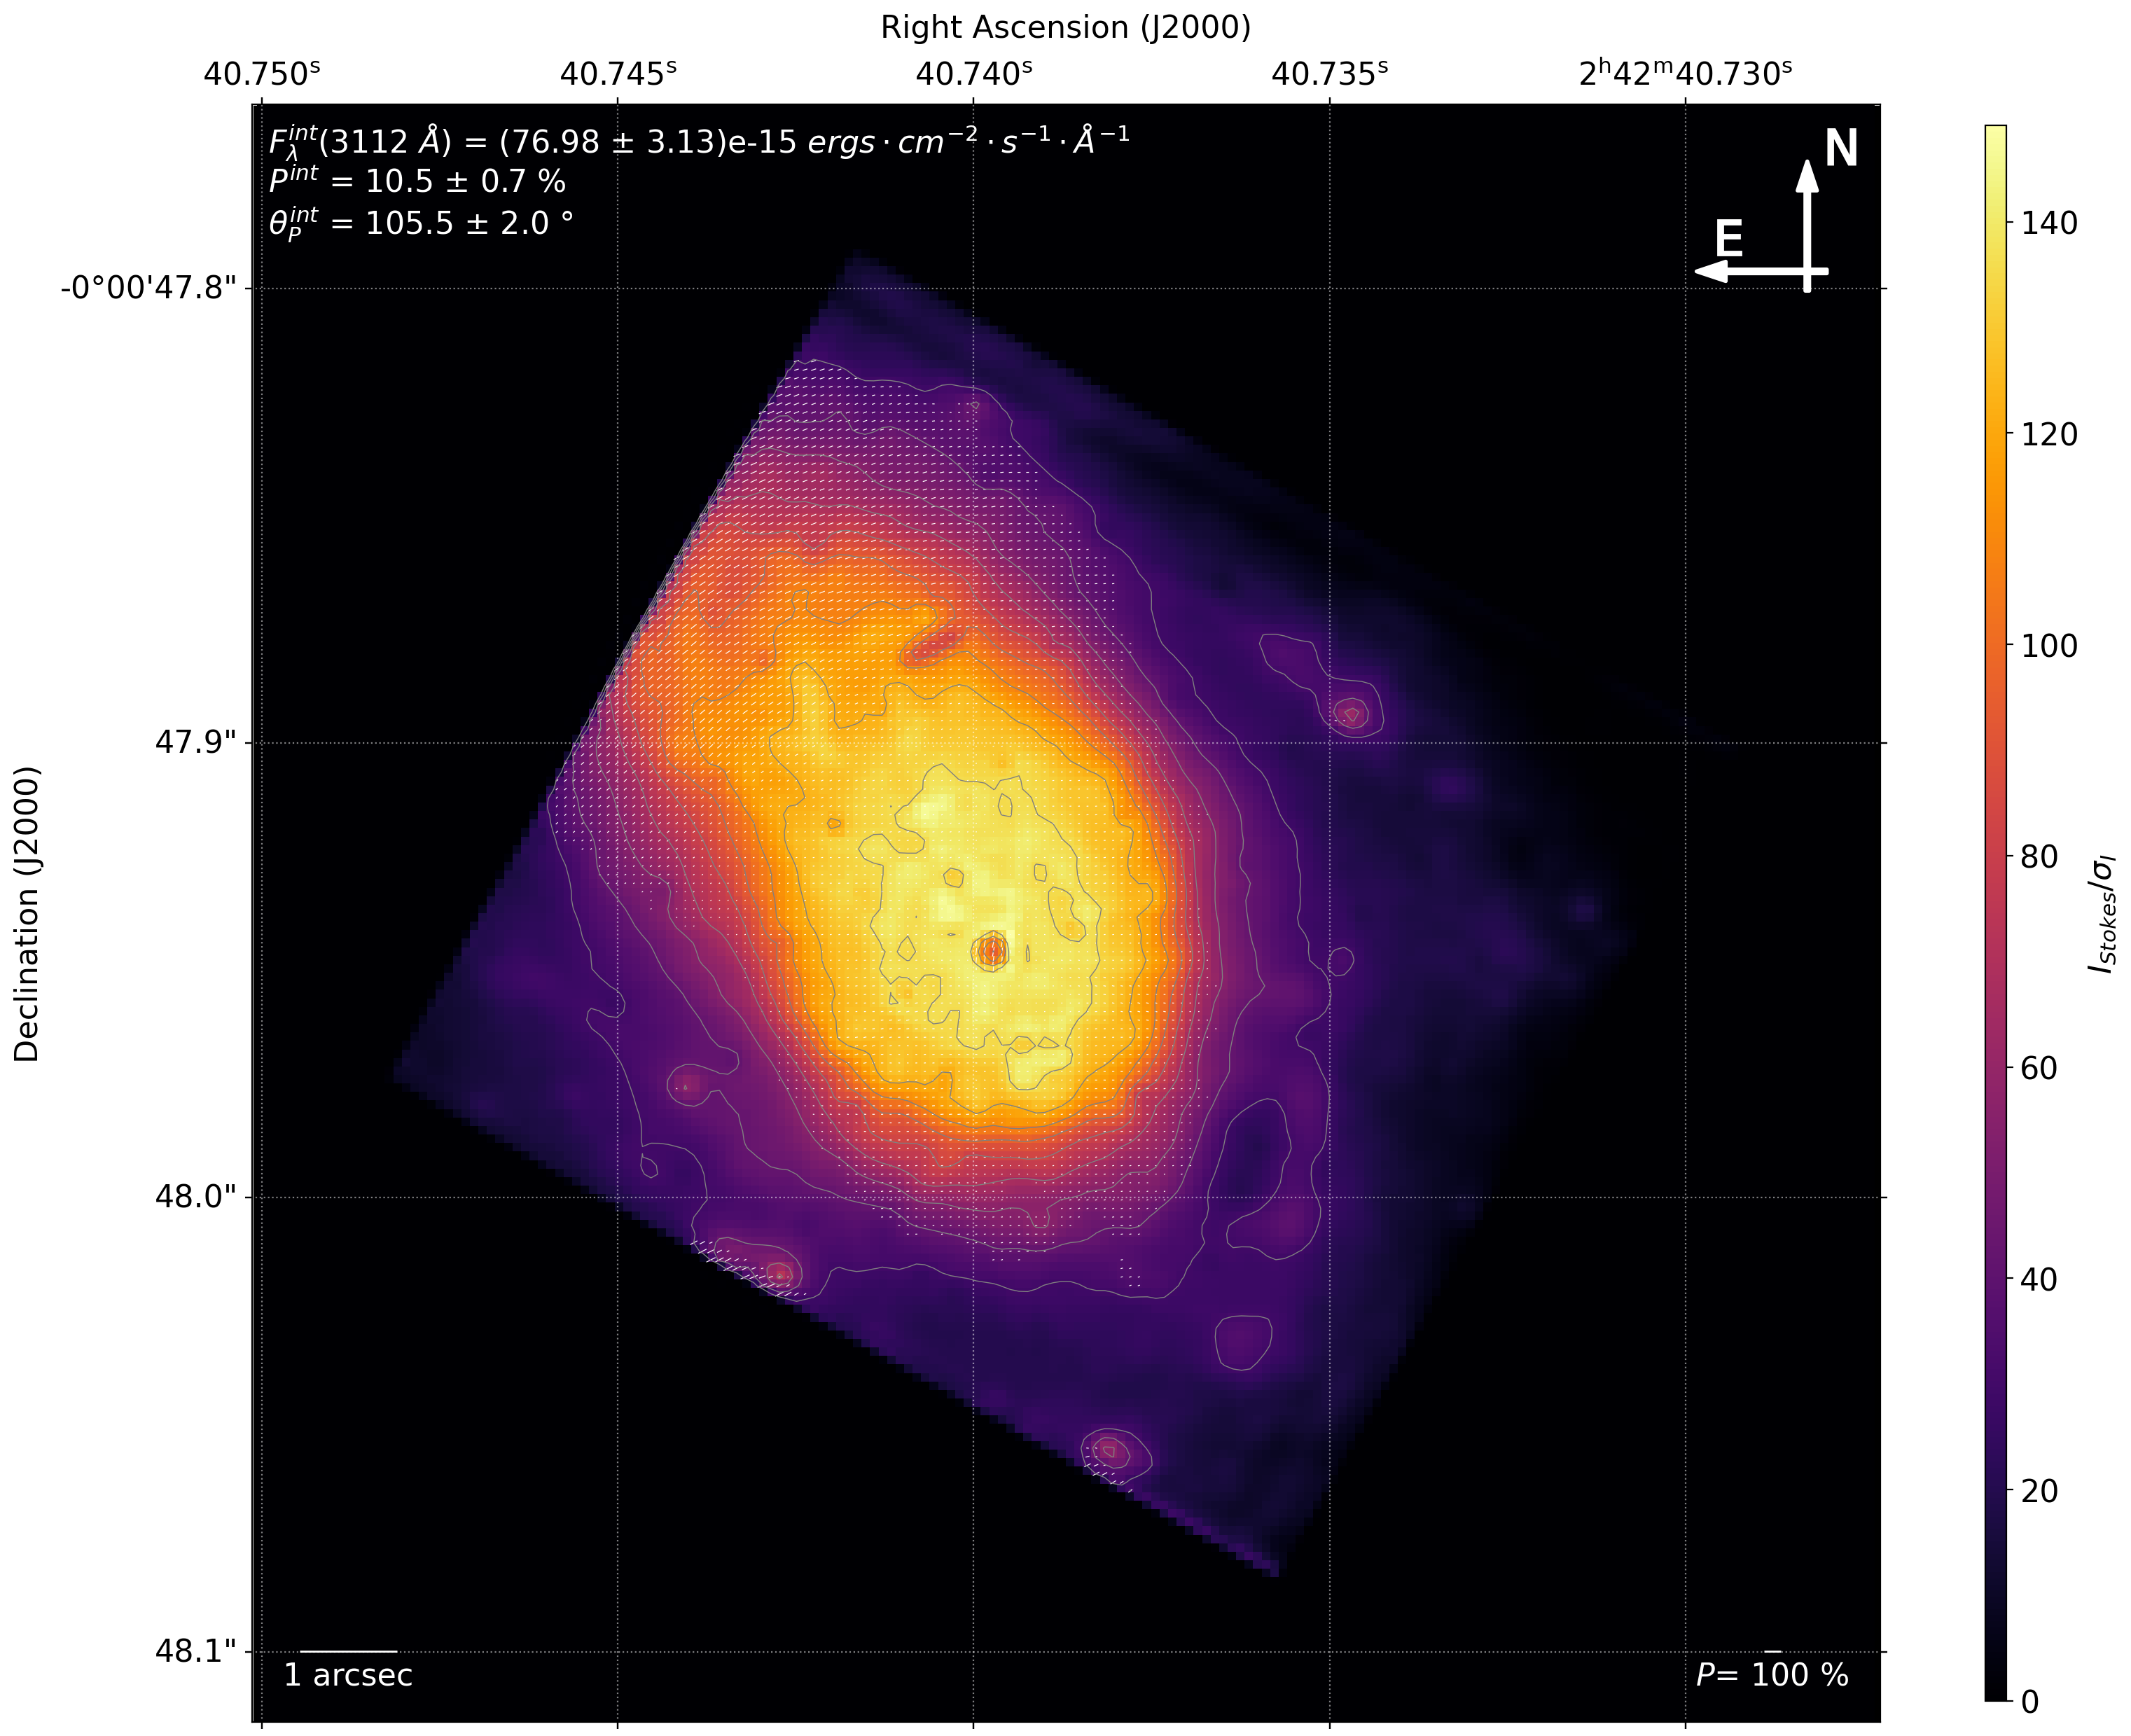 Right Ascension (J2000)
40.750ˢ 40.745ˢ 40.740ˢ 40.735ˢ 2ʰ42ᵐ40.730ˢ
F_λ^int(3112 Å) = (76.98 ± 3.13)e-15 ergs · cm⁻² · s⁻¹ · Å⁻¹
P^int = 10.5 ± 0.7 %
θ_P^int = 105.5 ± 2.0 °
N
E
-0°00'47.8"
47.9"
48.0"
48.1"
Declination (J2000)
1 arcsec
P= 100 %
140
120
100
80
60
40
20
0
I_Stokes/σ_I